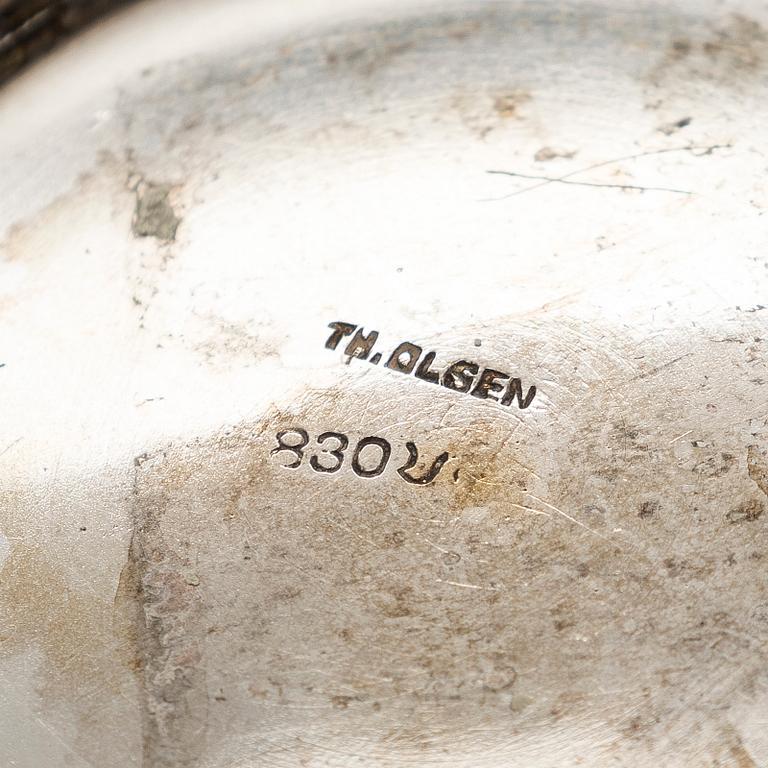 TH. OLSEN
830 S.